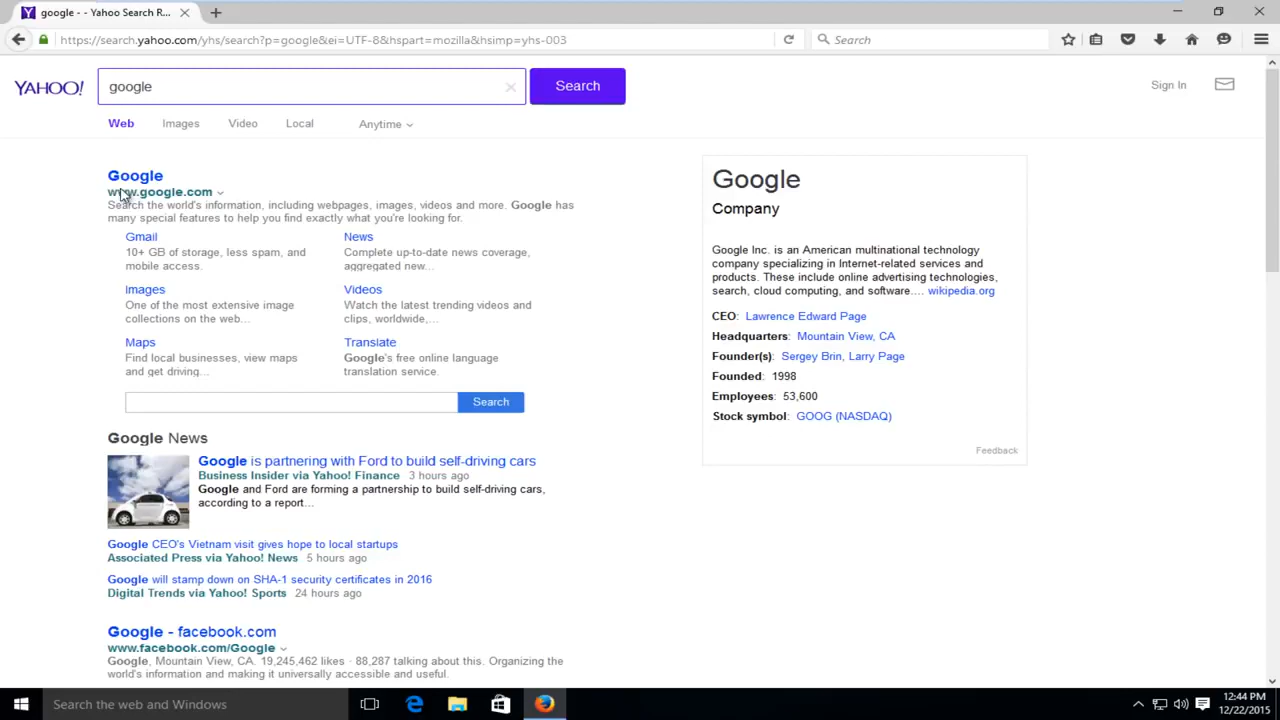 google - - Yahoo Search R...
https://search.yahoo.com/yhs/search?p=google&ei=UTF-8&hspart=mozilla&hsimp=yhs-003
Search
YAHOO!
google
Search
Sign In
Web Images Video Local Anytime
Google
www.google.com
Search the world's information, including webpages, images, videos and more. Google has
many special features to help you find exactly what you're looking for.
Gmail
10+ GB of storage, less spam, and
mobile access.
News
Complete up-to-date news coverage,
aggregated new...
Images
One of the most extensive image
collections on the web...
Videos
Watch the latest trending videos and
clips, worldwide,...
Maps
Find local businesses, view maps
and get driving...
Translate
Google's free online language
translation service.
Search
Google News
Google is partnering with Ford to build self-driving cars
Business Insider via Yahoo! Finance 3 hours ago
Google and Ford are forming a partnership to build self-driving cars,
according to a report...
Google CEO's Vietnam visit gives hope to local startups
Associated Press via Yahoo! News 5 hours ago
Google will stamp down on SHA-1 security certificates in 2016
Digital Trends via Yahoo! Sports 24 hours ago
Google - facebook.com
www.facebook.com/Google
Google, Mountain View, CA. 19,245,462 likes · 88,287 talking about this. Organizing the
world's information and making it universally accessible and useful.
Google
Company
Google Inc. is an American multinational technology
company specializing in Internet-related services and
products. These include online advertising technologies,
search, cloud computing, and software.... wikipedia.org
CEO: Lawrence Edward Page
Headquarters: Mountain View, CA
Founder(s): Sergey Brin, Larry Page
Founded: 1998
Employees: 53,600
Stock symbol: GOOG (NASDAQ)
Feedback
Search the web and Windows
12:44 PM
12/22/2015